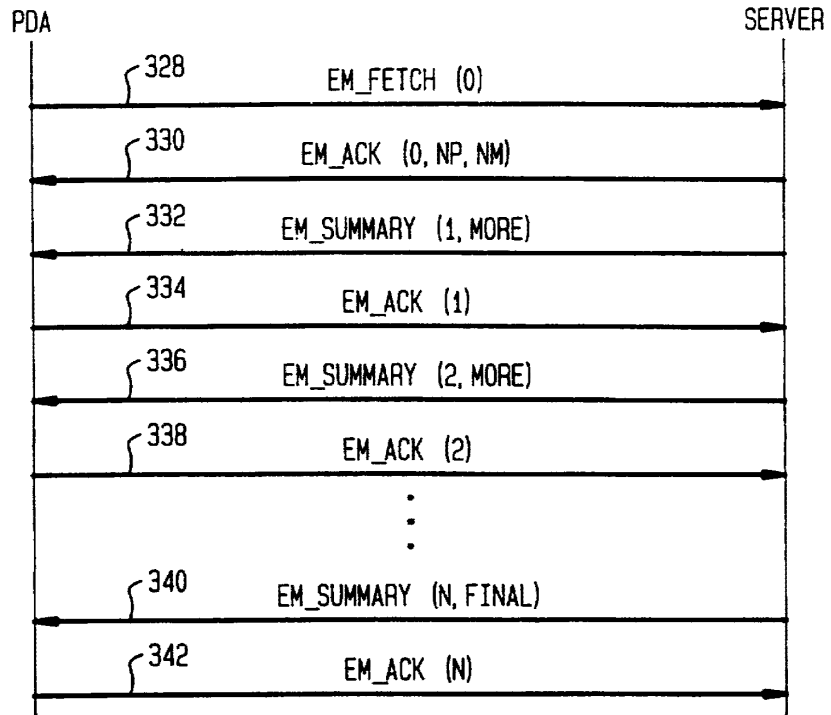 PDA SERVER
328 EM_FETCH (0)
330 EM_ACK (0, NP, NM)
332 EM_SUMMARY (1, MORE)
334 EM_ACK (1)
336 EM_SUMMARY (2, MORE)
338 EM_ACK (2)
340 EM_SUMMARY (N, FINAL)
342 EM_ACK (N)